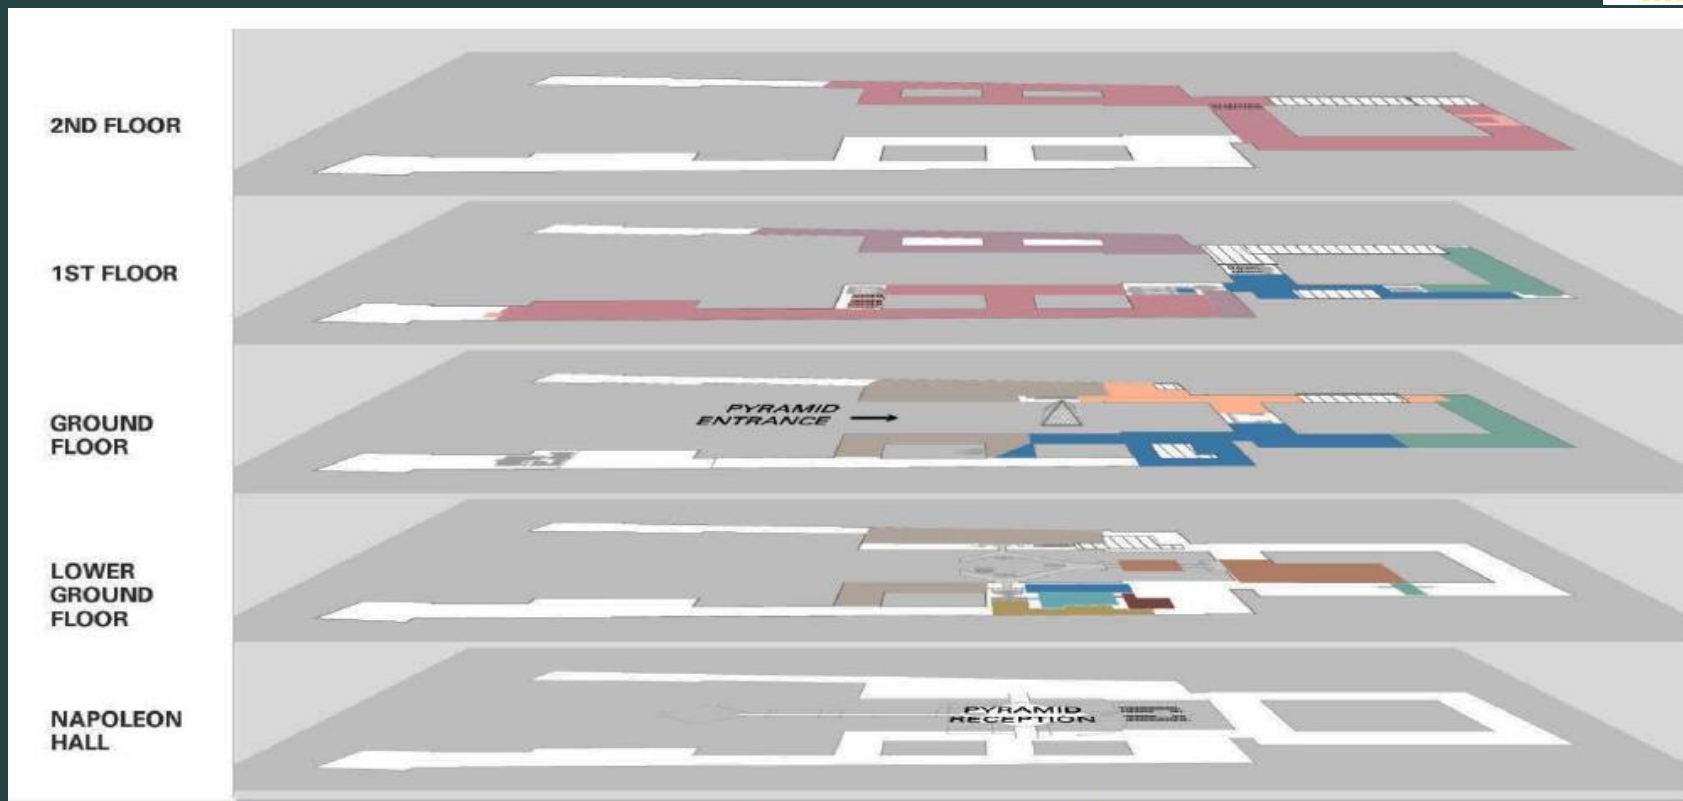 2ND FLOOR
1ST FLOOR
GROUND
FLOOR
PYRAMID
ENTRANCE
LOWER
GROUND
FLOOR
NAPOLEON
HALL
PYRAMID
RECEPTION